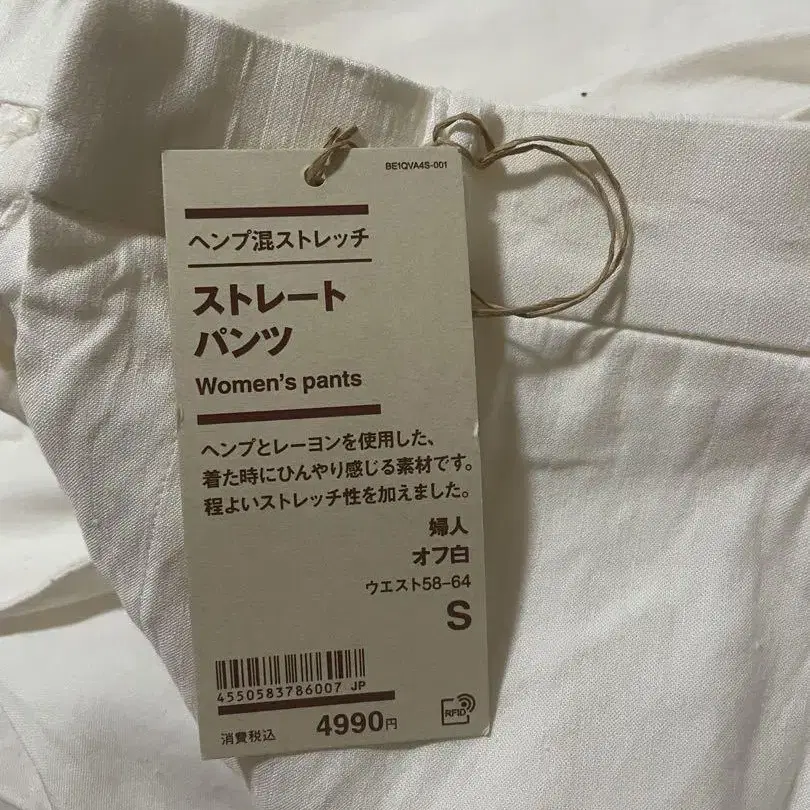 BE1QVA4S-001
ヘンプ混ストレッチ
ストレート
パンツ
Women's pants
ヘンプとレーヨンを使用した、
着た時にひんやり感じる素材です。
程よいストレッチ性を加えました。
婦人
オフ白
ウエスト58-64
S
4550583786007 JP
消費税込 4990円
RFID